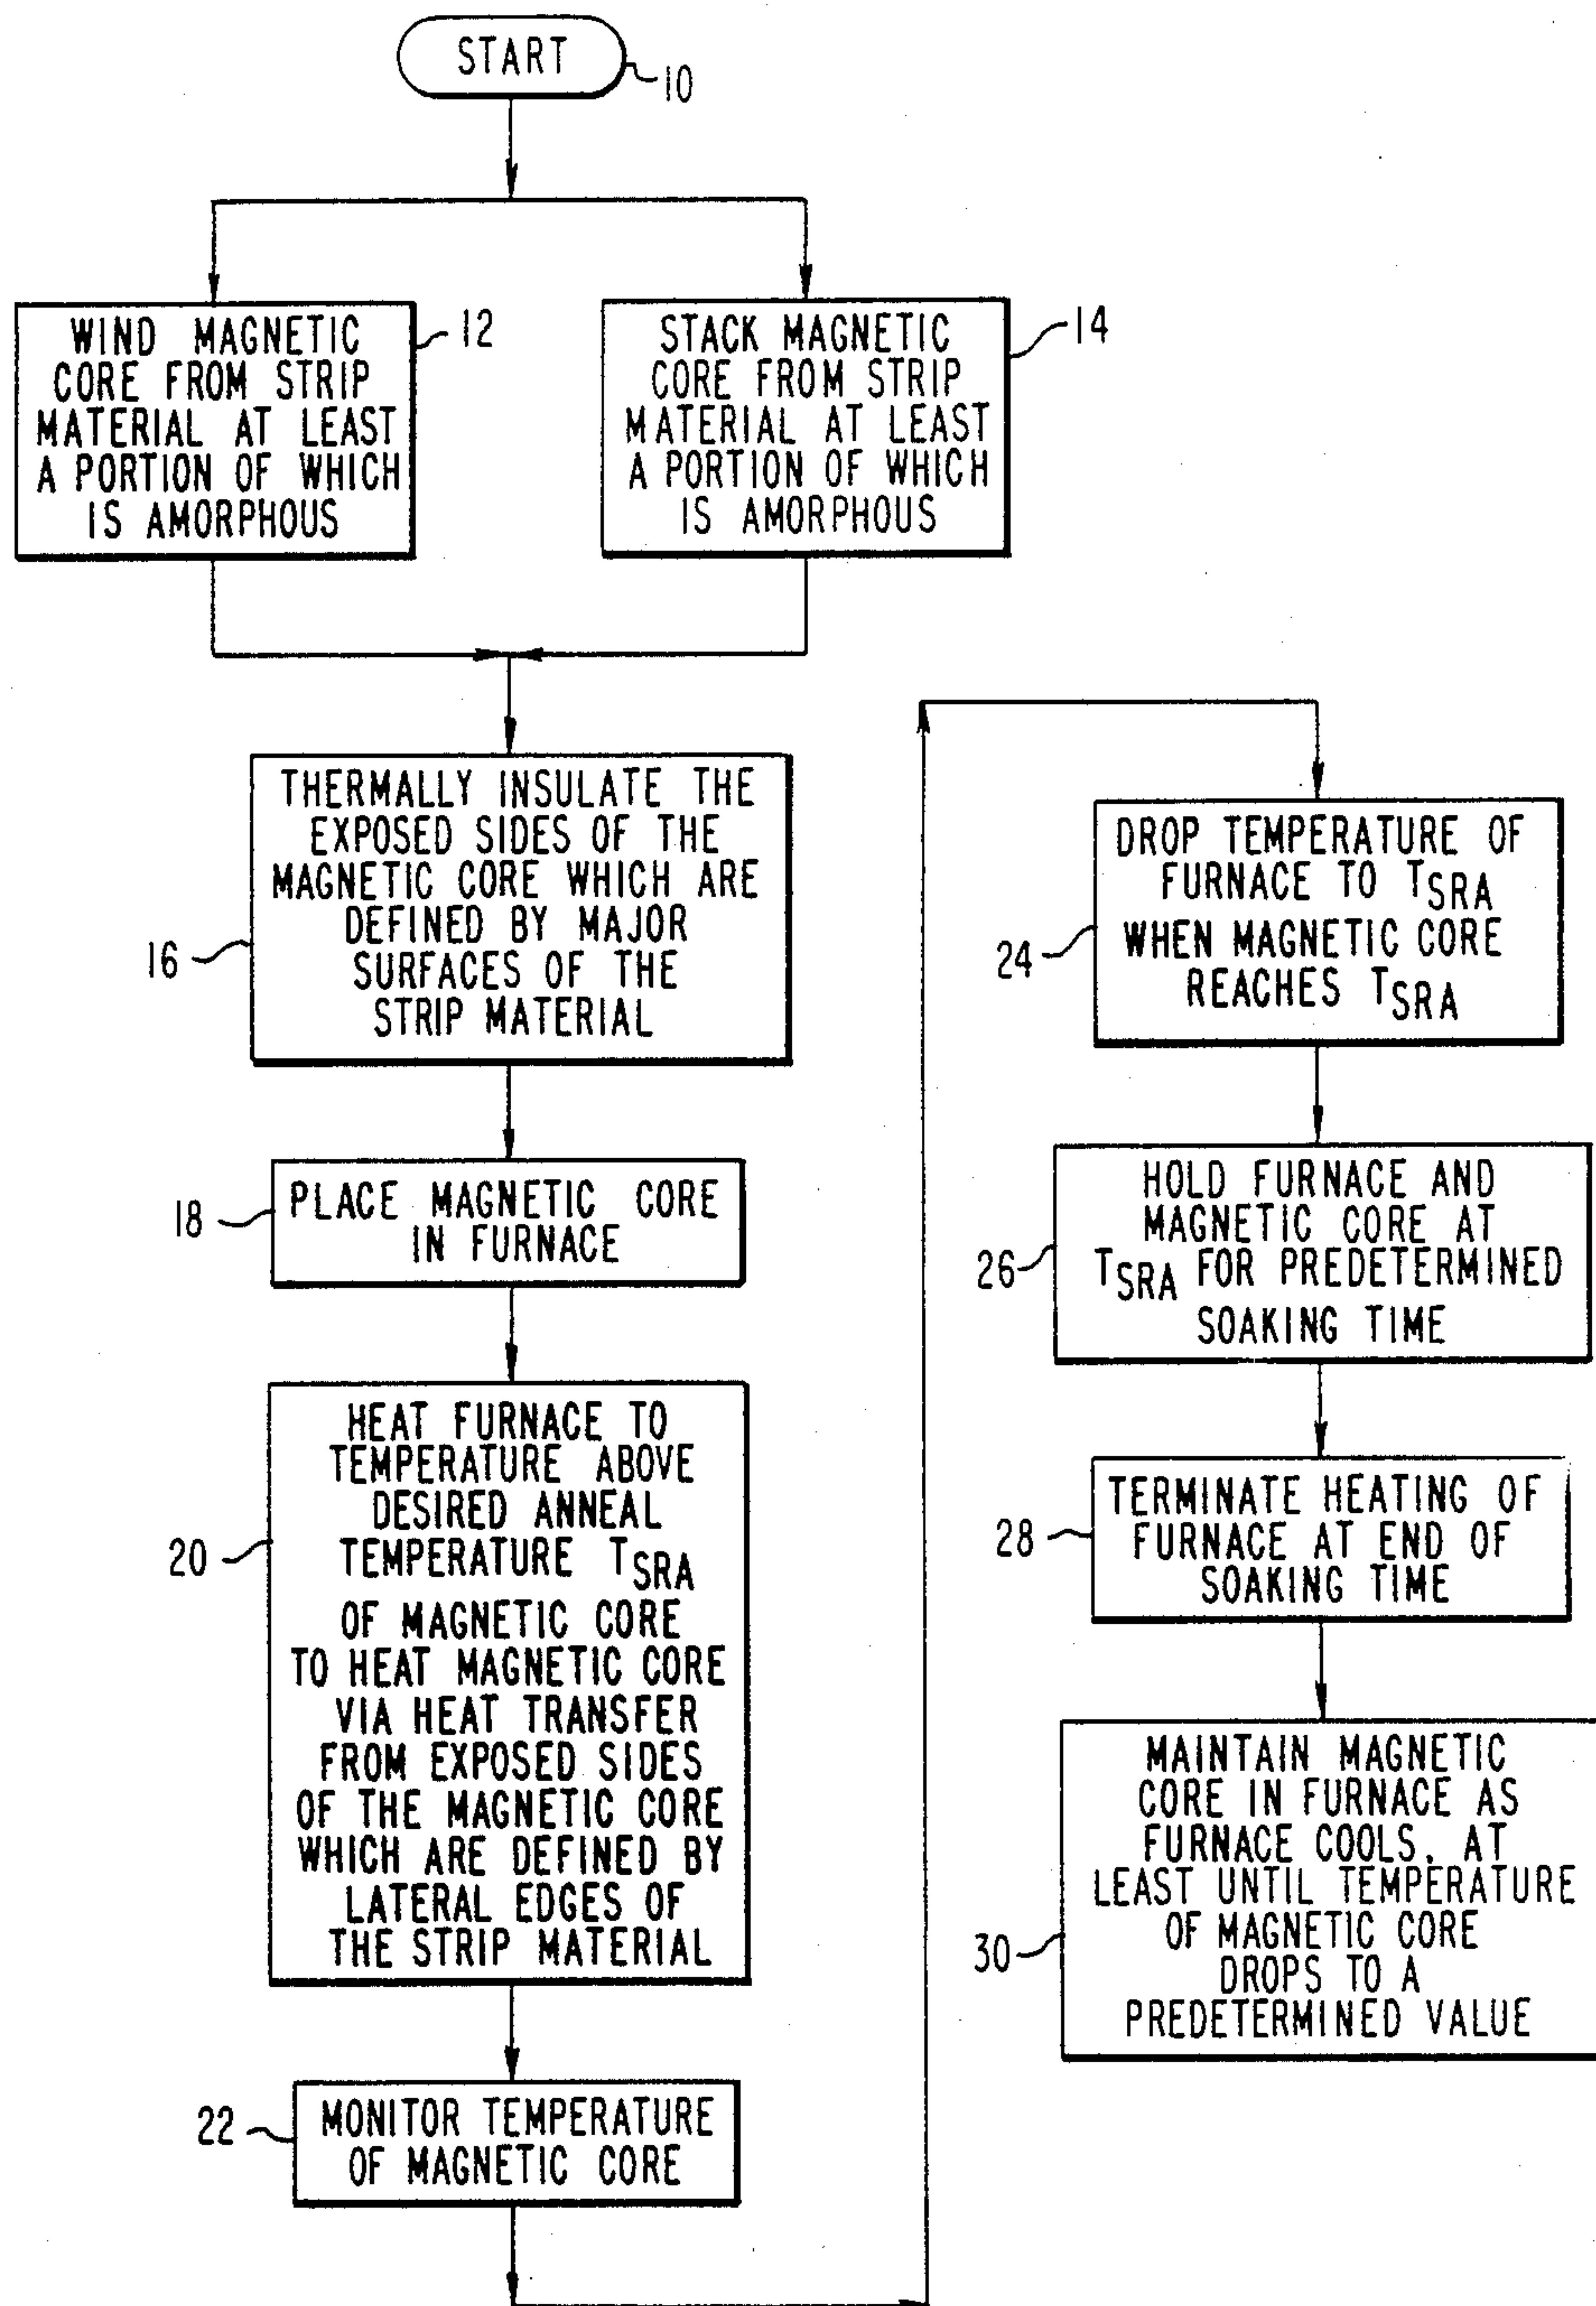 START
10
WIND MAGNETIC
CORE FROM STRIP
MATERIAL AT LEAST
A PORTION OF WHICH
IS AMORPHOUS
12
STACK MAGNETIC
CORE FROM STRIP
MATERIAL AT LEAST
A PORTION OF WHICH
IS AMORPHOUS
14
THERMALLY INSULATE THE
EXPOSED SIDES OF THE
MAGNETIC CORE WHICH ARE
DEFINED BY MAJOR
SURFACES OF THE
STRIP MATERIAL
16
PLACE MAGNETIC CORE
IN FURNACE
18
HEAT FURNACE TO
TEMPERATURE ABOVE
DESIRED ANNEAL
TEMPERATURE TSRA
OF MAGNETIC CORE
TO HEAT MAGNETIC CORE
VIA HEAT TRANSFER
FROM EXPOSED SIDES
OF THE MAGNETIC CORE
WHICH ARE DEFINED BY
LATERAL EDGES OF
THE STRIP MATERIAL
20
MONITOR TEMPERATURE
OF MAGNETIC CORE
22
DROP TEMPERATURE OF
FURNACE TO TSRA
WHEN MAGNETIC CORE
REACHES TSRA
24
HOLD FURNACE AND
MAGNETIC CORE AT
TSRA FOR PREDETERMINED
SOAKING TIME
26
TERMINATE HEATING OF
FURNACE AT END OF
SOAKING TIME
28
MAINTAIN MAGNETIC
CORE IN FURNACE AS
FURNACE COOLS, AT
LEAST UNTIL TEMPERATURE
OF MAGNETIC CORE
DROPS TO A
PREDETERMINED VALUE
30